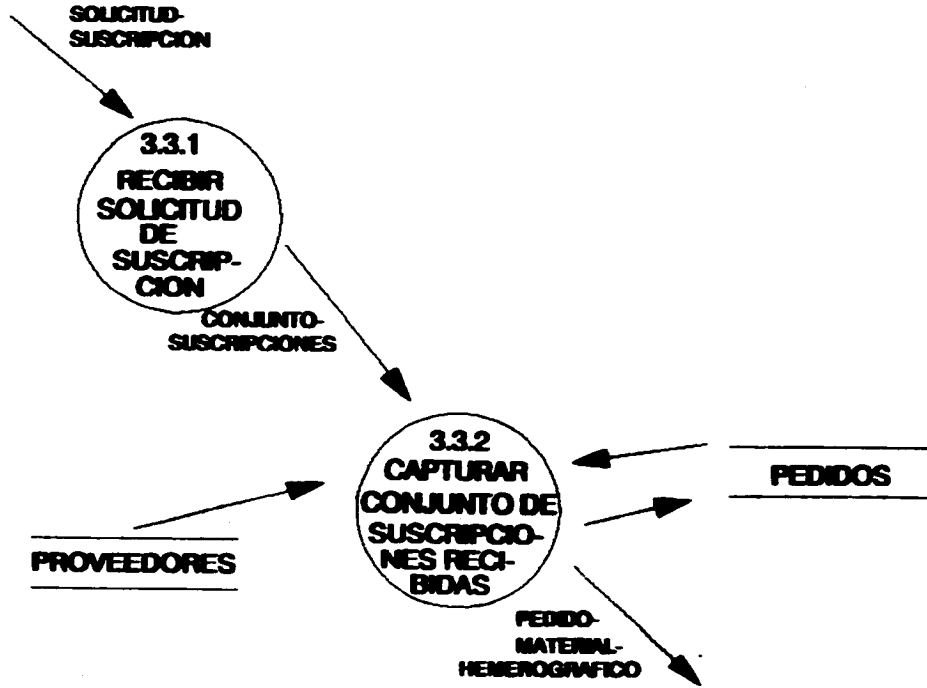 SOLICITUD-
SUSCRIPCION
3.3.1
RECIBIR
SOLICITUD
DE
SUSCRIP-
CION
CONJUNTO-
SUSCRIPCIONES
3.3.2
CAPTURAR
CONJUNTO DE
SUSCRIPCIO-
NES RECI-
BIDAS
PEDIDOS
PROVEEDORES
PEDIDO-
MATERIAL-
HEMEROGRAFICO